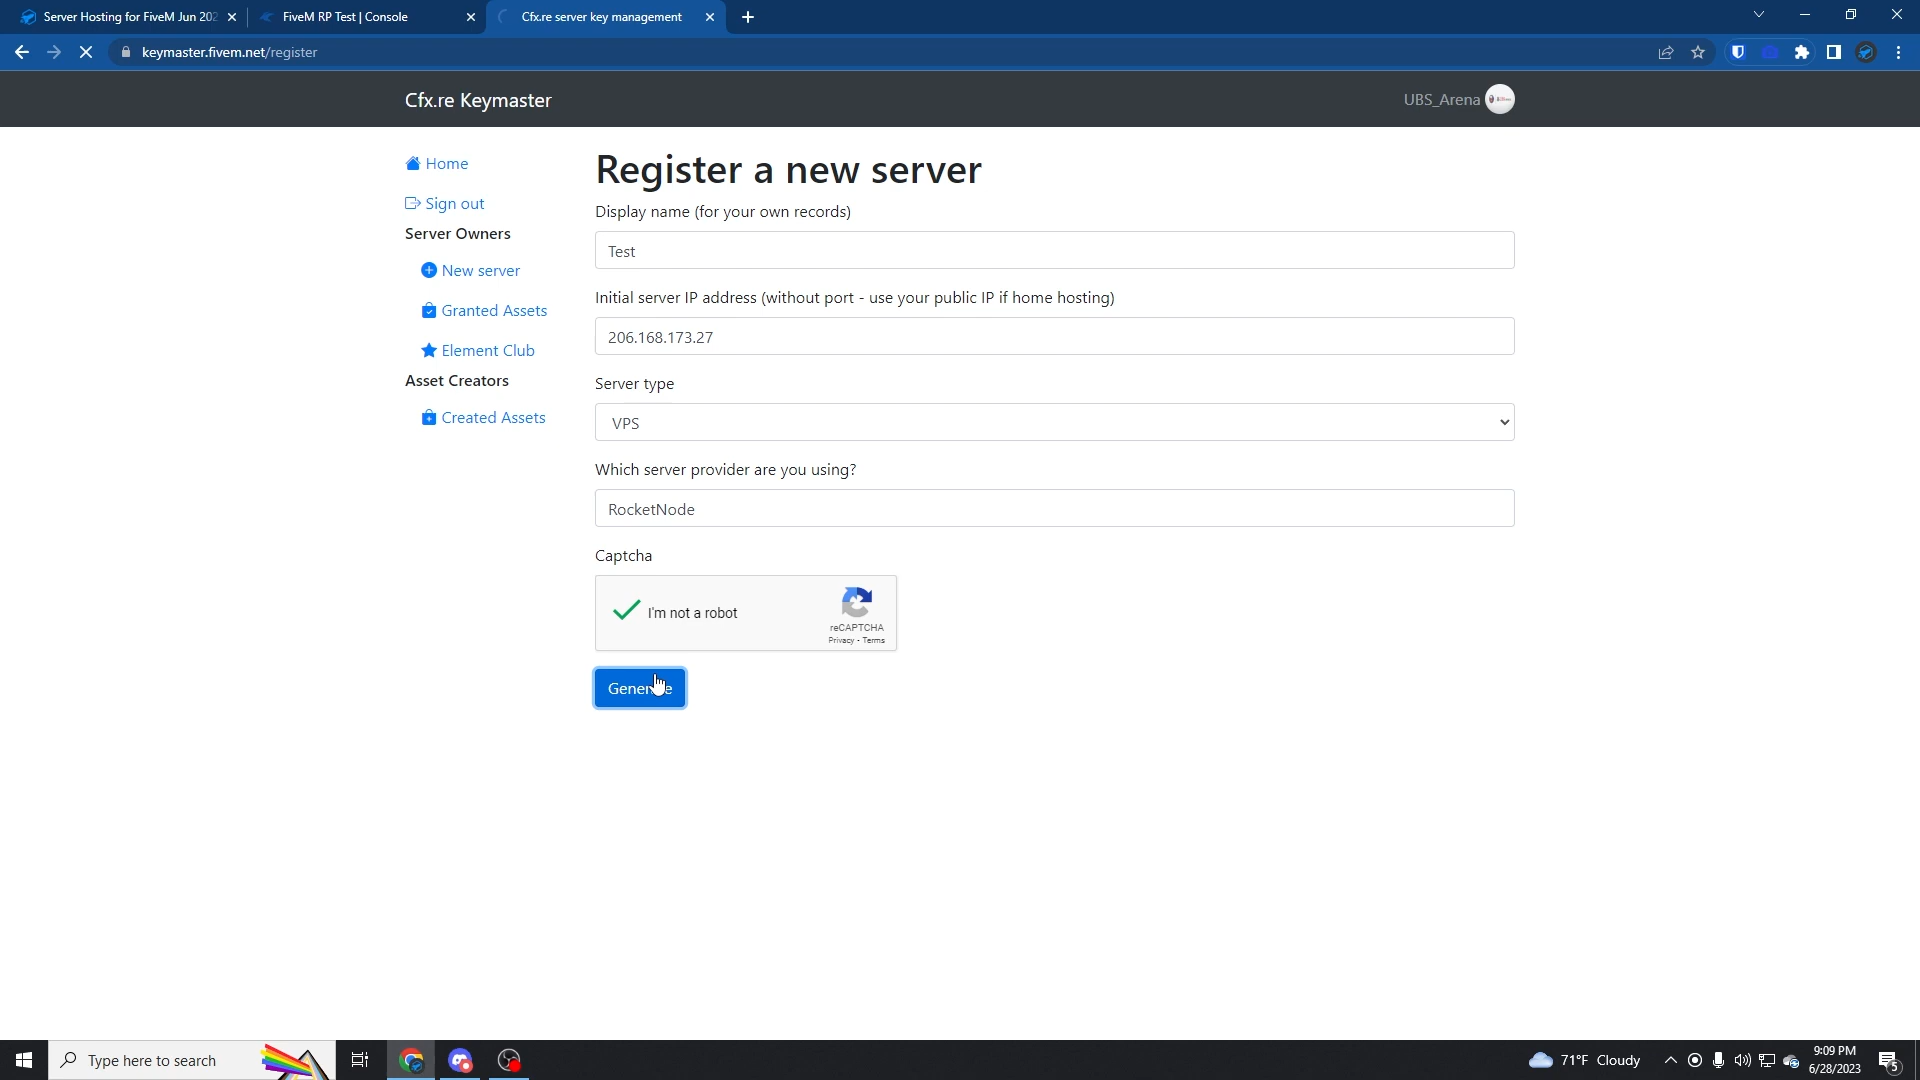 Server Hosting for FiveM Jun 202
FiveM RP Test | Console
Cfx.re server key management
keymaster.fivem.net/register
Cfx.re Keymaster
UBS_Arena
Home
Sign out
Server Owners
New server
Granted Assets
Element Club
Asset Creators
Created Assets
Register a new server
Display name (for your own records)
Test
Initial server IP address (without port - use your public IP if home hosting)
206.168.173.27
Server type
VPS
Which server provider are you using?
RocketNode
Captcha
I'm not a robot
reCAPTCHA
Privacy - Terms
Generate
Type here to search
71°F Cloudy
9:09 PM
6/28/2023
5